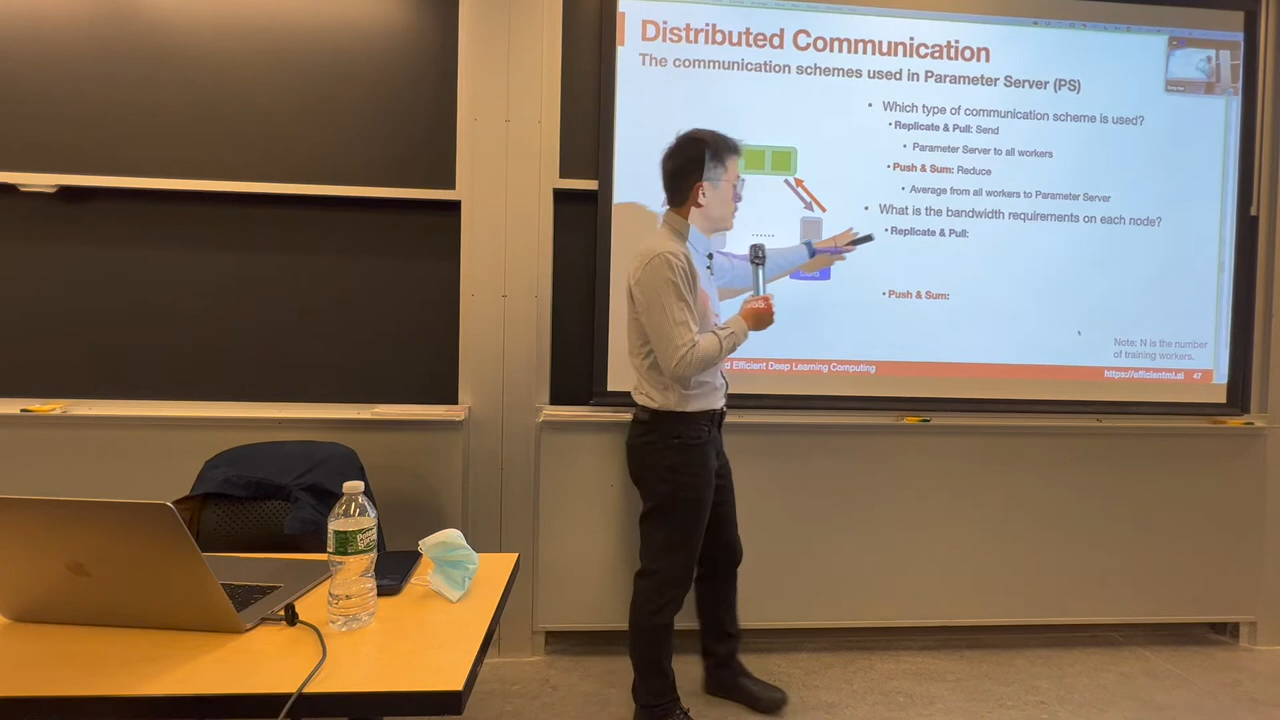 Distributed Communication
The communication schemes used in Parameter Server (PS)
• Which type of communication scheme is used?
• Replicate & Pull: Send
• Parameter Server to all workers
• Push & Sum: Reduce
• Average from all workers to Parameter Server
• What is the bandwidth requirements on each node?
• Replicate & Pull:
• Push & Sum:
......
Note: N is the number
of training workers.
Efficient Deep Learning Computing
https://efficientml.ai
47
Poland
Spring